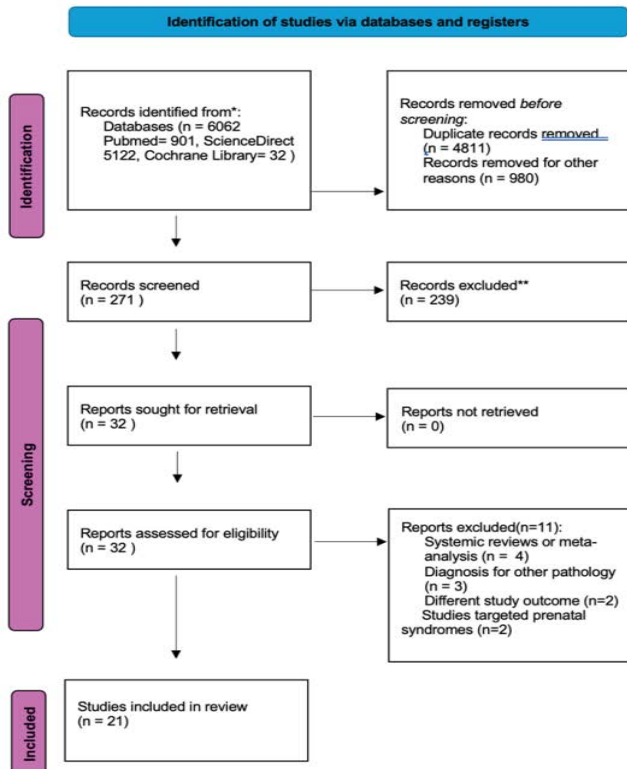 Identification of studies via databases and registers
Identification
Records identified from*:
Databases (n = 6062
Pubmed= 901, ScienceDirect
5122, Cochrane Library= 32 )
Records removed before
screening:
Duplicate records removed
(n = 4811)
Records removed for other
reasons (n = 980)
Screening
Records screened
(n = 271 )
Records excluded**
(n = 239)
Reports sought for retrieval
(n = 32 )
Reports not retrieved
(n = 0)
Reports assessed for eligibility
(n = 32 )
Reports excluded(n=11):
Systemic reviews or meta-
analysis (n = 4)
Diagnosis for other pathology
(n = 3)
Different study outcome (n=2)
Studies targeted prenatal
syndromes (n=2)
Included
Studies included in review
(n = 21)